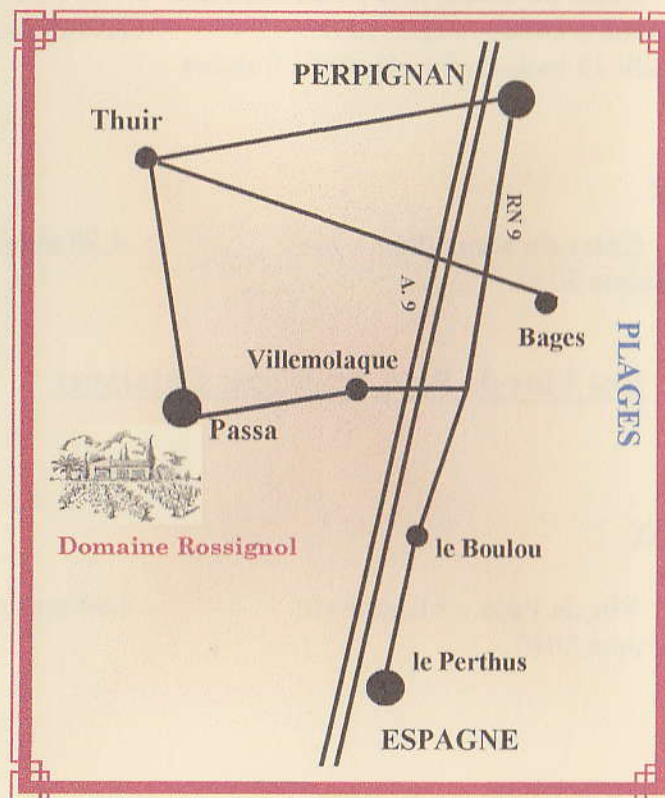 PERPIGNAN
Thuir
RN 9
A. 9
Bages
PLAGES
Villemolaque
Passa
Domaine Rossignol
le Boulou
le Perthus
ESPAGNE